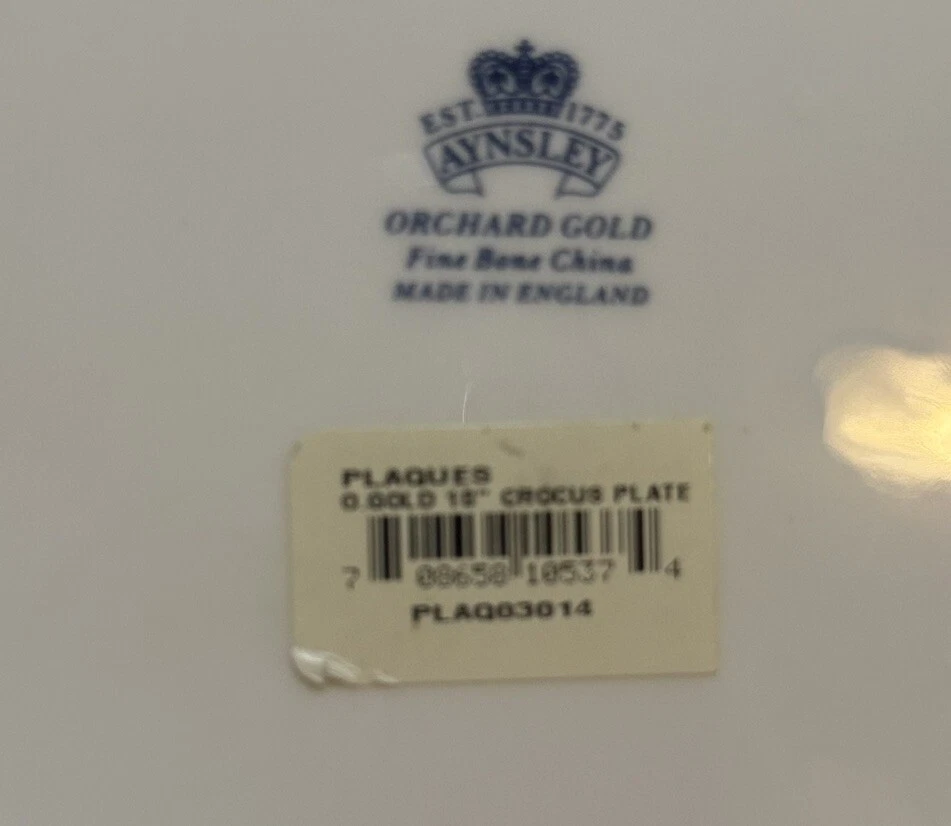 EST. 1775
AYNSLEY
ORCHARD GOLD
Fine Bone China
MADE IN ENGLAND
PLAQUES
O.GOLD CROCUS PLATE
7 08658 10537 4
PLAQ03014